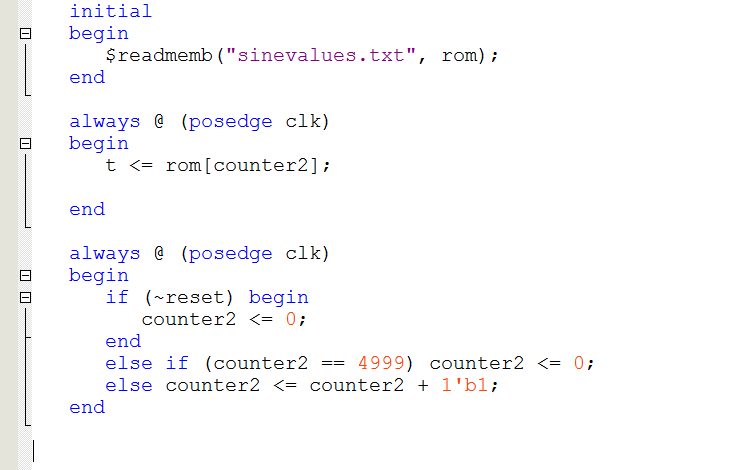 initial
begin
$readmemb("sinevalues.txt", rom);
end
always @ (posedge clk)
begin
t <= rom[counter2];
end
always @ (posedge clk)
begin
if (~reset) begin
counter2 <= 0;
end
else if (counter2 == 4999) counter2 <= 0;
else counter2 <= counter2 + 1'b1;
end